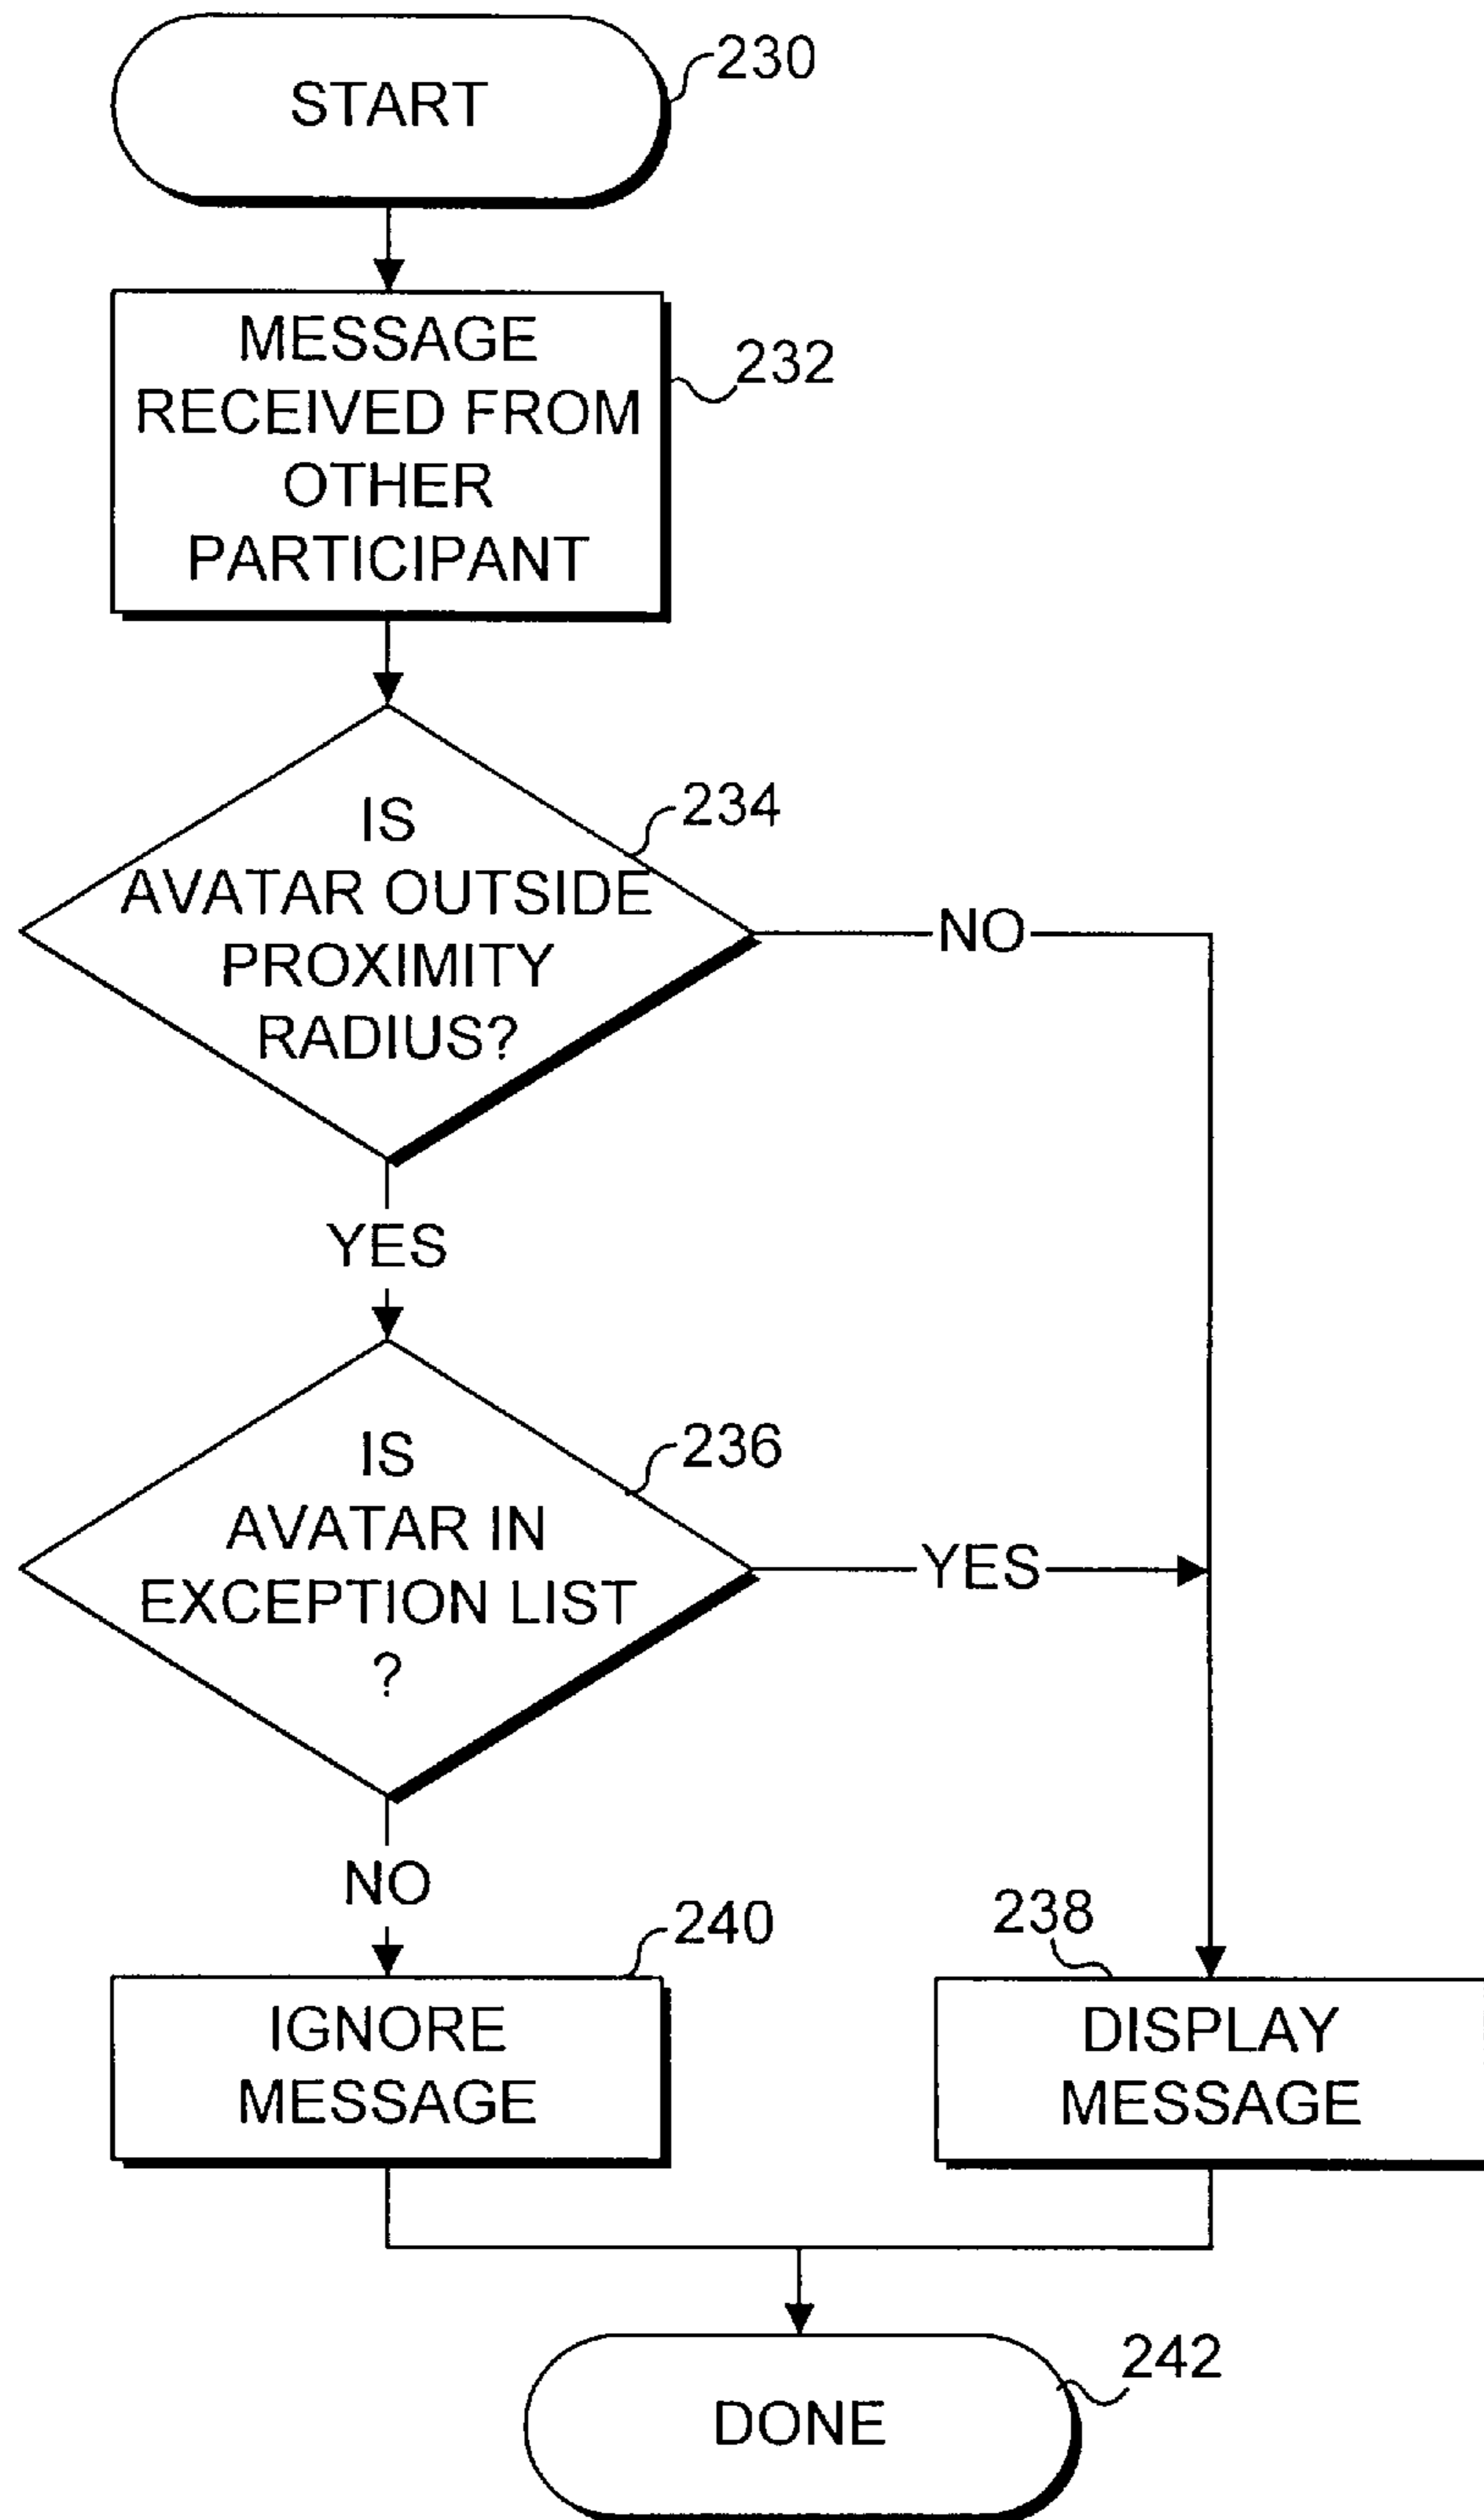 START
230
MESSAGE
RECEIVED FROM
OTHER
PARTICIPANT
232
IS
AVATAR OUTSIDE
PROXIMITY
RADIUS?
234
NO
YES
IS
AVATAR IN
EXCEPTION LIST
?
236
YES
NO
240
238
IGNORE
MESSAGE
DISPLAY
MESSAGE
DONE
242